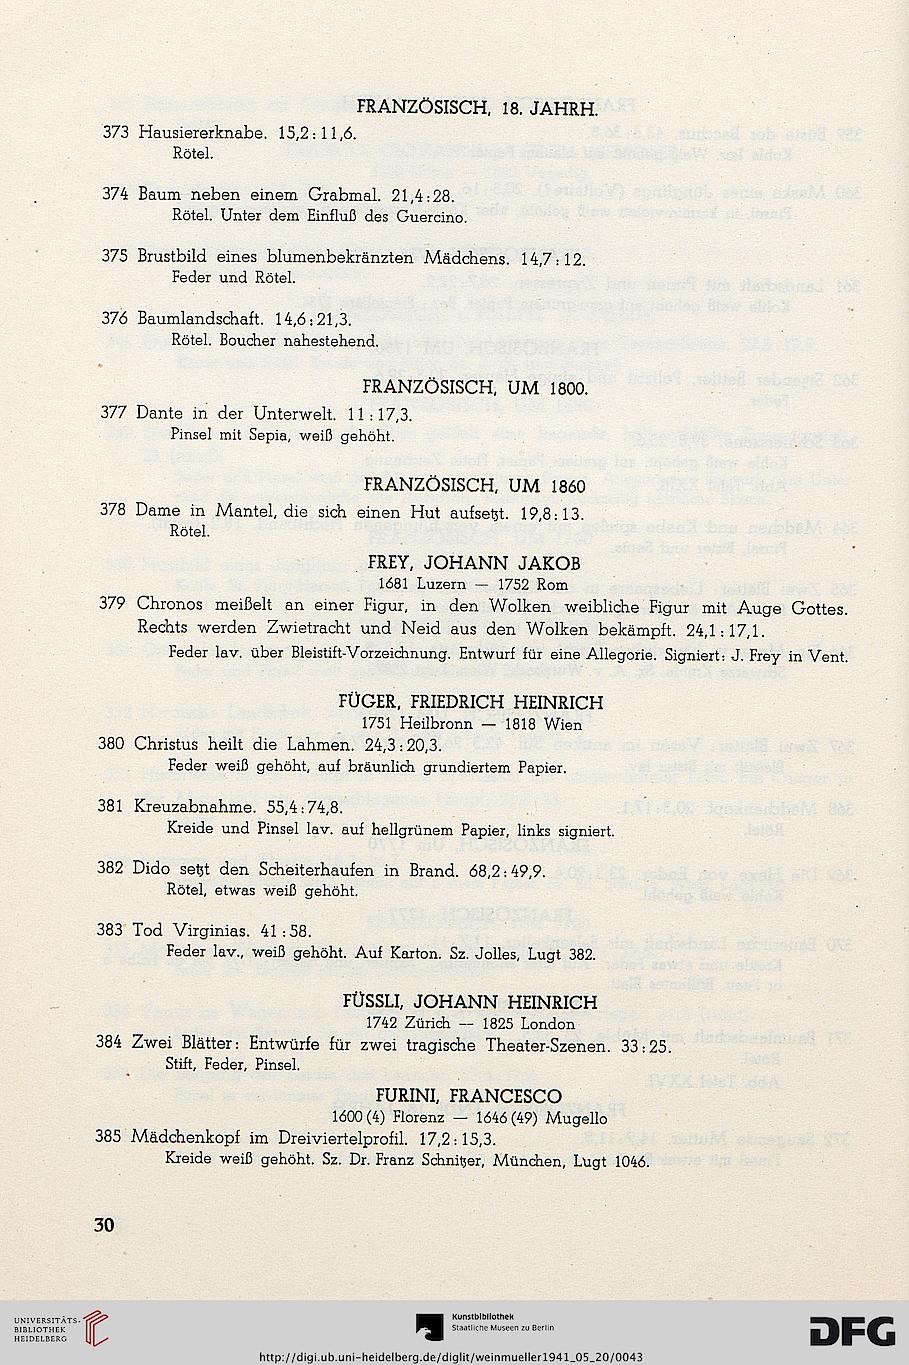 FRANZÖSISCH, 18. JAHRH.
373 Hausiererknabe. 15,2 : 11,6.
Rötel.
374 Baum neben einem Grabmal. 21,4 : 28.
Rötel. Unter dem Einfluß des Guercino.
375 Brustbild eines blumenbekränzten Mädchens. 14,7 : 12.
Feder und Rötel.
376 Baumlandschaft. 14,6 : 21,3.
Rötel. Boucher nahestehend.
FRANZÖSISCH, UM 1800.
377 Dante in der Unterwelt. 11 : 17,3.
Pinsel mit Sepia, weiß gehöht.
FRANZÖSISCH, UM 1860
378 Dame in Mantel, die sich einen Hut aufsetzt. 19,8 : 13.
Rötel.
FREY, JOHANN JAKOB
1681 Luzern — 1752 Rom
379 Chronos meißelt an einer Figur, in den Wolken weibliche Figur mit Auge Gottes.
Rechts werden Zwietracht und Neid aus den Wolken bekämpft. 24,1 : 17,1.
Feder lav. über Bleistift-Vorzeichnung. Entwurf für eine Allegorie. Signiert: J. Frey in Vent.
FÜGER, FRIEDRICH HEINRICH
1751 Heilbronn — 1818 Wien
380 Christus heilt die Lahmen. 24,3 : 20,3.
Feder weiß gehöht, auf bräunlich grundiertem Papier.
381 Kreuzabnahme. 55,4 : 74,8.
Kreide und Pinsel lav. auf hellgrünem Papier, links signiert.
382 Dido setzt den Scheiterhaufen in Brand. 68,2 : 49,9.
Rötel, etwas weiß gehöht.
383 Tod Virginias. 41 : 58.
Feder lav., weiß gehöht. Auf Karton. Sz. Jolles, Lugt 382.
FÜSSLI, JOHANN HEINRICH
1742 Zürich — 1825 London
384 Zwei Blätter: Entwürfe für zwei tragische Theater-Szenen. 33 : 25.
Stift, Feder, Pinsel.
FURINI, FRANCESCO
1600 (4) Florenz — 1646 (49) Mugello
385 Mädchenkopf im Dreiviertelprofil. 17,2 : 15,3.
Kreide weiß gehöht. Sz. Dr. Franz Schnitzer, München, Lugt 1046.
30
UNIVERSITÄTS-
BIBLIOTHEK
HEIDELBERG
Kunstbibliothek
Staatliche Museen zu Berlin
DFG
http://digi.ub.uni-heidelberg.de/diglit/weinmueller1941_05_20/0043